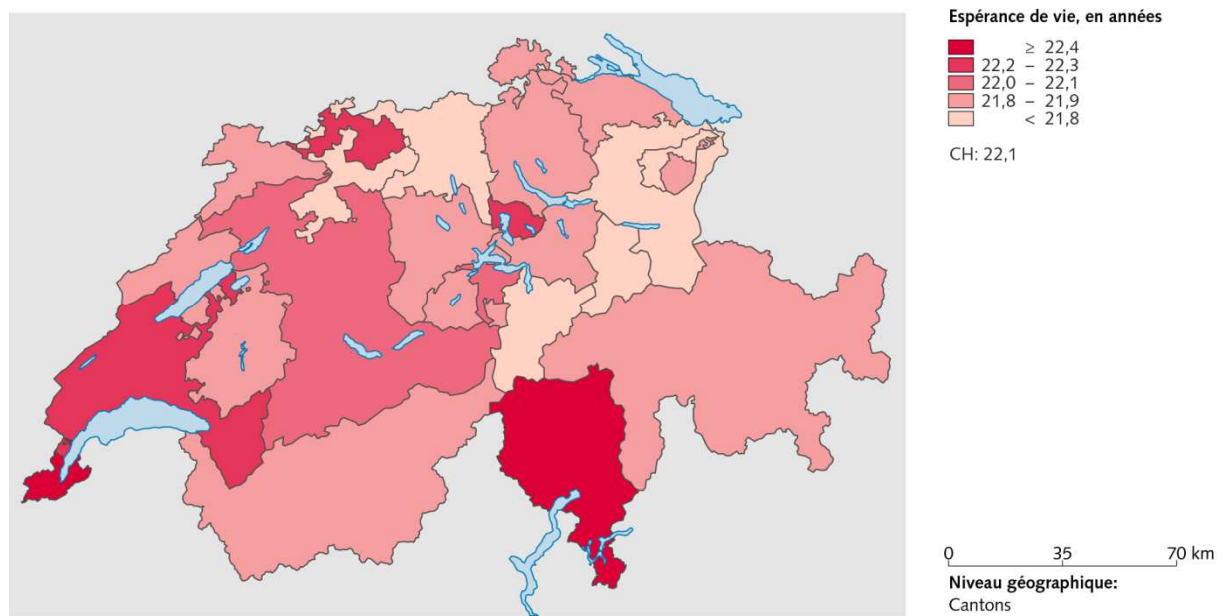 Espérance de vie, en années
≥ 22,4
22,2 – 22,3
22,0 – 22,1
21,8 – 21,9
< 21,8
CH: 22,1
0 35 70 km
Niveau géographique:
Cantons